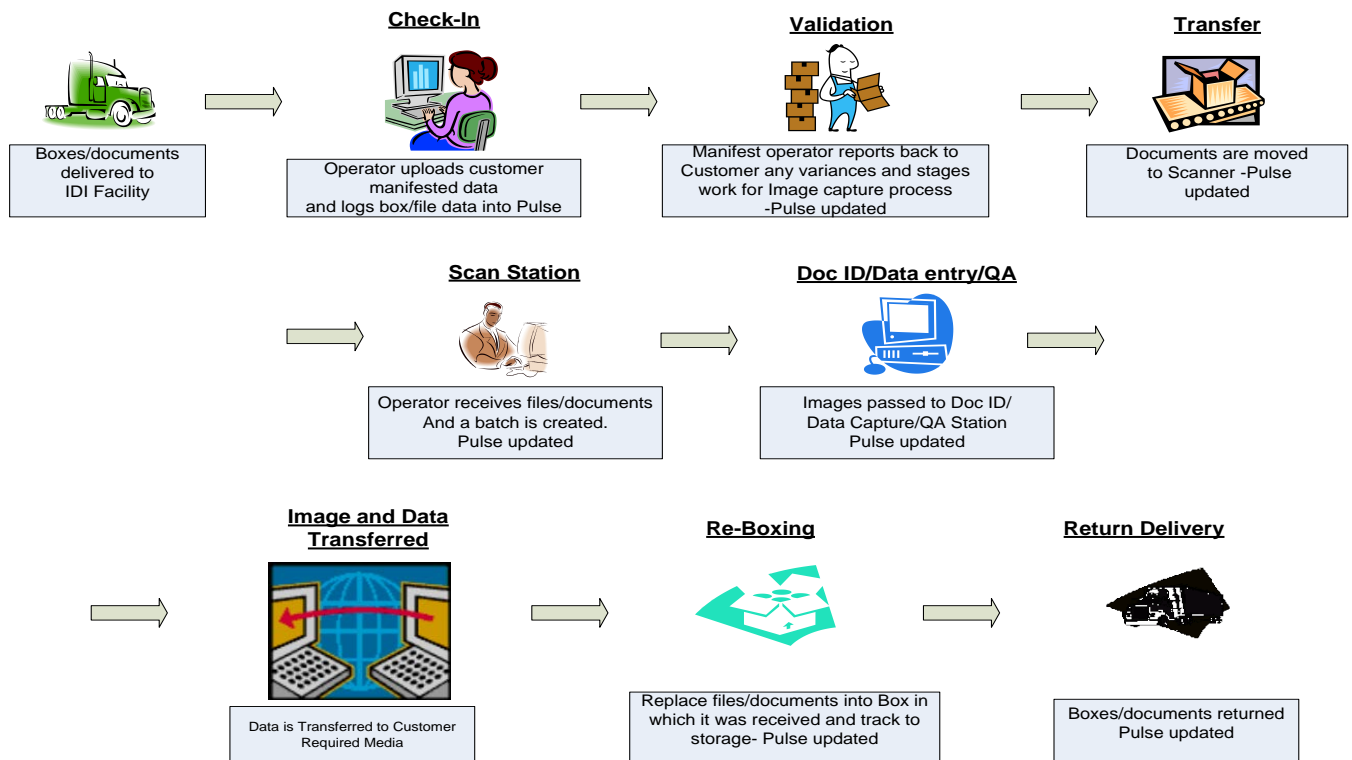 Check-In
Validation
Transfer
Boxes/documents
delivered to
IDI Facility
Operator uploads customer
manifested data
and logs box/file data into Pulse
Manifest operator reports back to
Customer any variances and stages
work for Image capture process
-Pulse updated
Documents are moved
to Scanner -Pulse
updated
Scan Station
Doc ID/Data entry/QA
Operator receives files/documents
And a batch is created.
Pulse updated
Images passed to Doc ID/
Data Capture/QA Station
Pulse updated
Image and Data
Transferred
Re-Boxing
Return Delivery
Data is Transferred to Customer
Required Media
Replace files/documents into Box in
which it was received and track to
storage- Pulse updated
Boxes/documents returned
Pulse updated